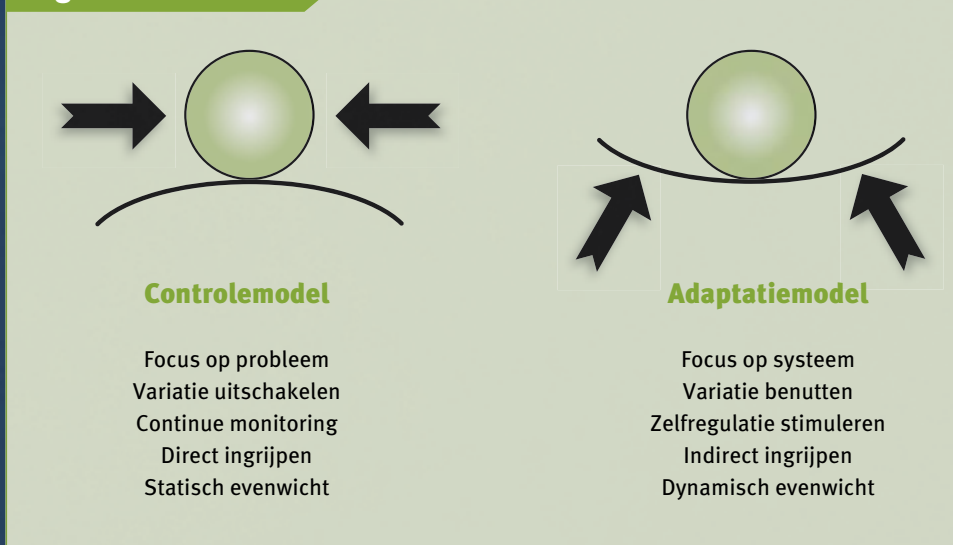 Controlemodel
Focus op probleem
Variatie uitschakelen
Continue monitoring
Direct ingrijpen
Statisch evenwicht
Adaptatiemodel
Focus op systeem
Variatie benutten
Zelfregulatie stimuleren
Indirect ingrijpen
Dynamisch evenwicht